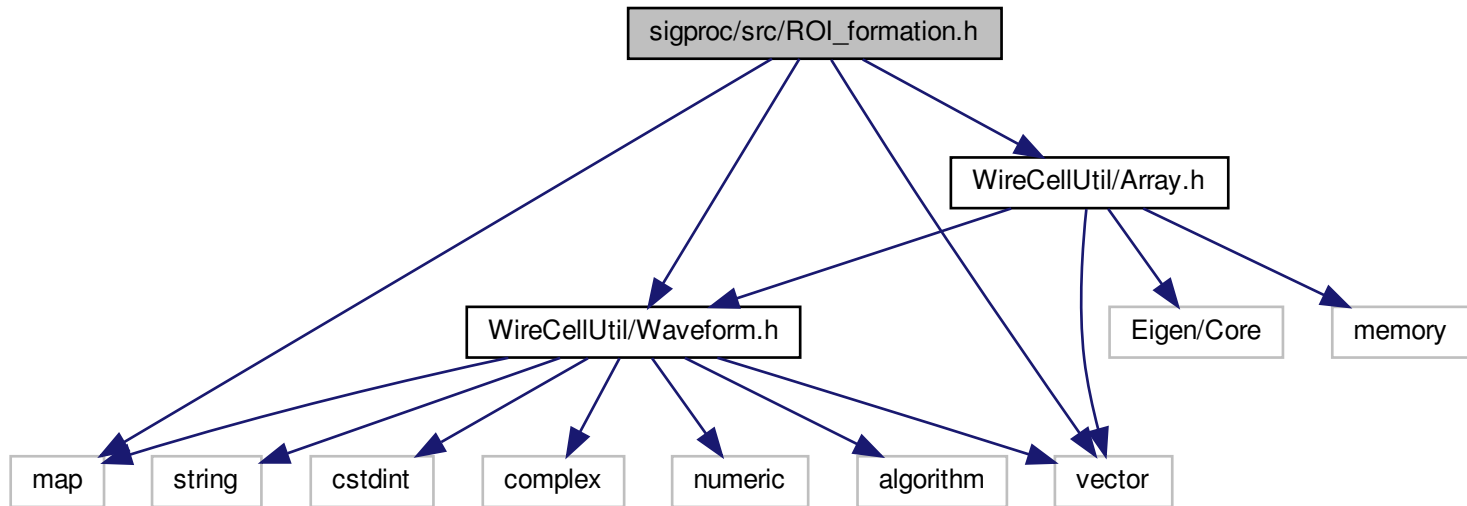 sigproc/src/ROI_formation.h
WireCellUtil/Array.h
WireCellUtil/Waveform.h
Eigen/Core
memory
map
string
cstdint
complex
numeric
algorithm
vector